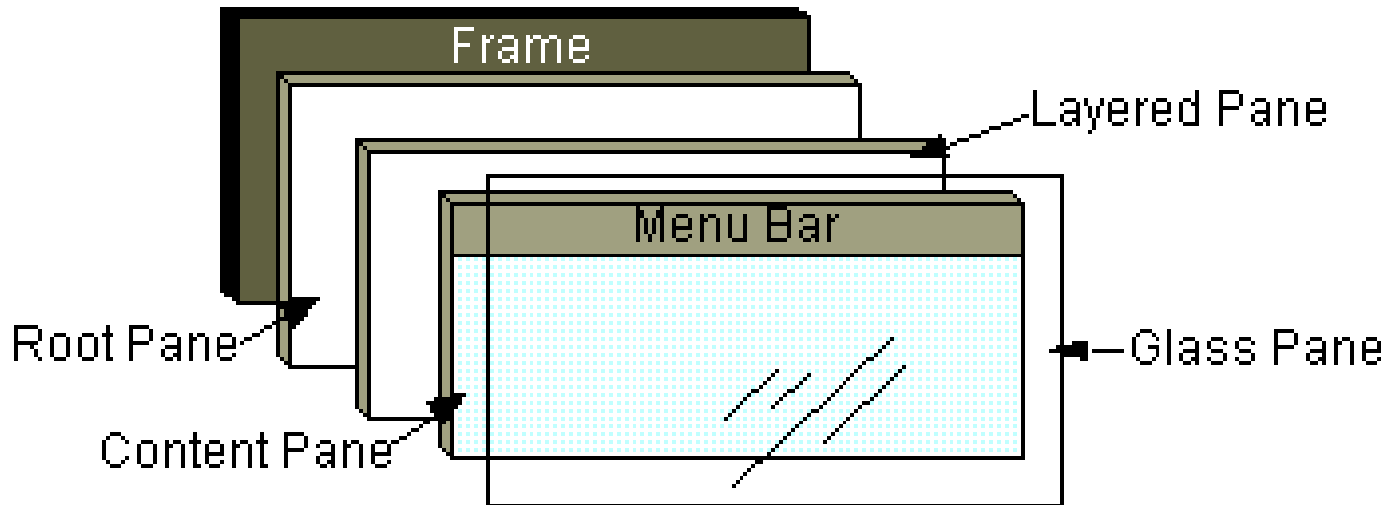 Frame
Layered Pane
Menu Bar
Root Pane
Glass Pane
Content Pane